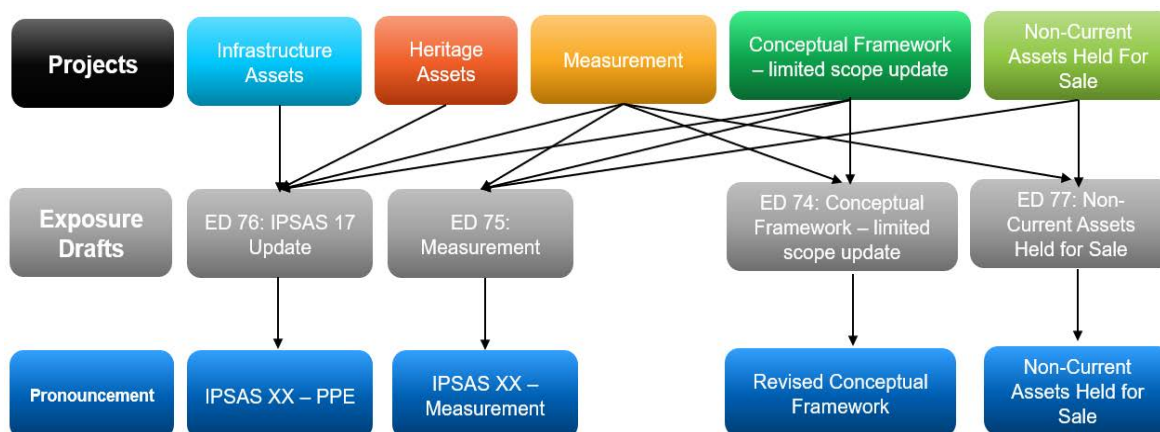 Projects
Infrastructure
Assets
Heritage
Assets
Measurement
Conceptual Framework
– limited scope update
Non-Current
Assets Held For
Sale
Exposure
Drafts
ED 76: IPSAS 17
Update
ED 75:
Measurement
ED 74: Conceptual
Framework – limited
scope update
ED 77: Non-
Current Assets
Held for Sale
Pronouncement
IPSAS XX – PPE
IPSAS XX –
Measurement
Revised Conceptual
Framework
Non-Current
Assets Held for
Sale